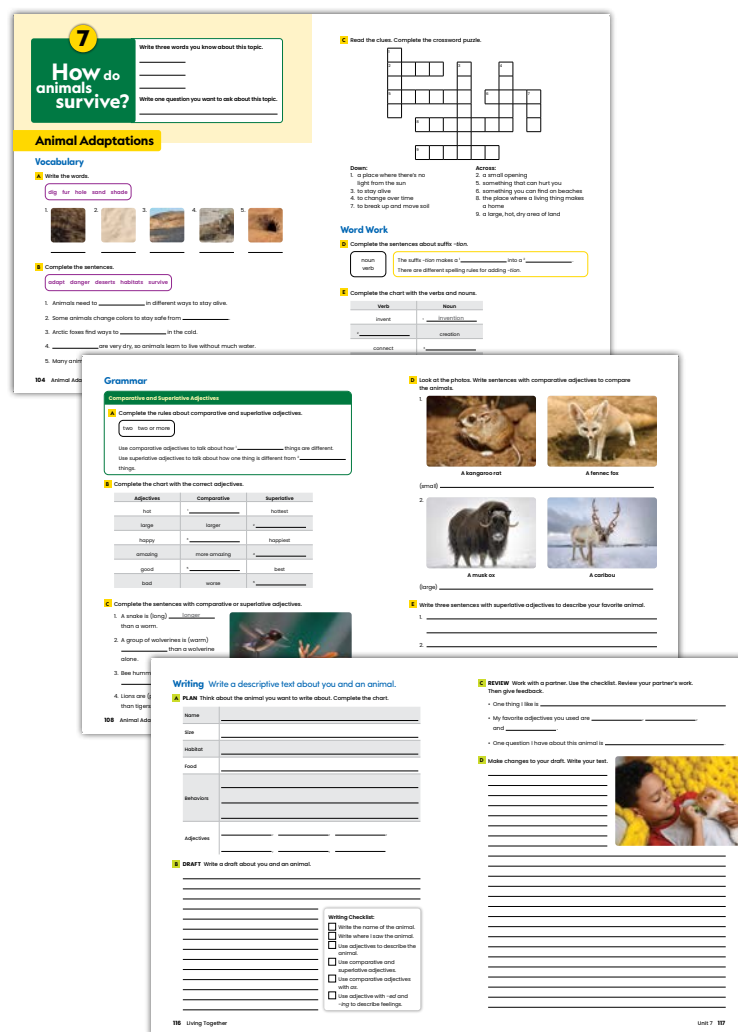 7
How do
animals
survive?
Write three words you know about this topic.
Write one question you want to ask about this topic.
Animal Adaptations
Vocabulary
A Write the words.
dig fur hole sand shade
1. 2. 3. 4. 5.
B Complete the sentences.
adapt danger deserts habitats survive
1. Animals need to in different ways to stay alive.
2. Some animals change colors to stay safe from .
3. Arctic foxes find ways to in the cold.
4. are very dry, so animals learn to live without much water.
5. Many anim
104 Animal Ada
C Read the clues. Complete the crossword puzzle.
Down:
1. a place where there's no
light from the sun
3. to stay alive
4. to change over time
7. to break up and move soil
Across:
2. a small opening
5. something that can hurt you
6. something you can find on beaches
8. the place where a living thing makes
a home
9. a large, hot, dry area of land
Word Work
D Complete the sentences about suffix -tion.
noun
verb
The suffix -tion makes a 1 into a 2 .
There are different spelling rules for adding -tion.
E Complete the chart with the verbs and nouns.
Verb Noun
invent 1. invention
2. creation
connect 3.
Grammar
Comparative and Superlative Adjectives
A Complete the rules about comparative and superlative adjectives.
two two or more
Use comparative adjectives to talk about how 1 things are different.
Use superlative adjectives to talk about how one thing is different from 2
things.
B Complete the chart with the correct adjectives.
Adjectives Comparative Superlative
hot 1. hottest
large larger 2.
happy 3. happiest
amazing more amazing 4.
good 5. best
bad worse 6.
C Complete the sentences with comparative or superlative adjectives.
1. A snake is (long) longer
than a worm.
2. A group of wolverines is (warm)
than a wolverine
alone.
3. Bee humm
4. Lions are (
than tigers
108 Animal Ada
D Look at the photos. Write sentences with comparative adjectives to compare
the animals.
1.
A kangaroo rat A fennec fox
(small)
2.
A musk ox A caribou
(large)
E Write three sentences with superlative adjectives to describe your favorite animal.
1.
2.
Writing Write a descriptive text about you and an animal.
A PLAN Think about the animal you want to write about. Complete the chart.
Name
Size
Habitat
Food
Behaviors
Adjectives
B DRAFT Write a draft about you and an animal.
Writing Checklist:
Write the name of the animal.
Write where I saw the animal.
Use adjectives to describe the
animal.
Use comparative and
superlative adjectives.
Use comparative adjectives
with as.
Use adjective with -ed and
-ing to describe feelings.
116 Living Together
C REVIEW Work with a partner. Use the checklist. Review your partner's work.
Then give feedback.
• One thing I like is .
• My favorite adjectives you used are , ,
and .
• One question I have about this animal is .
D Make changes to your draft. Write your text.
Unit 7 117